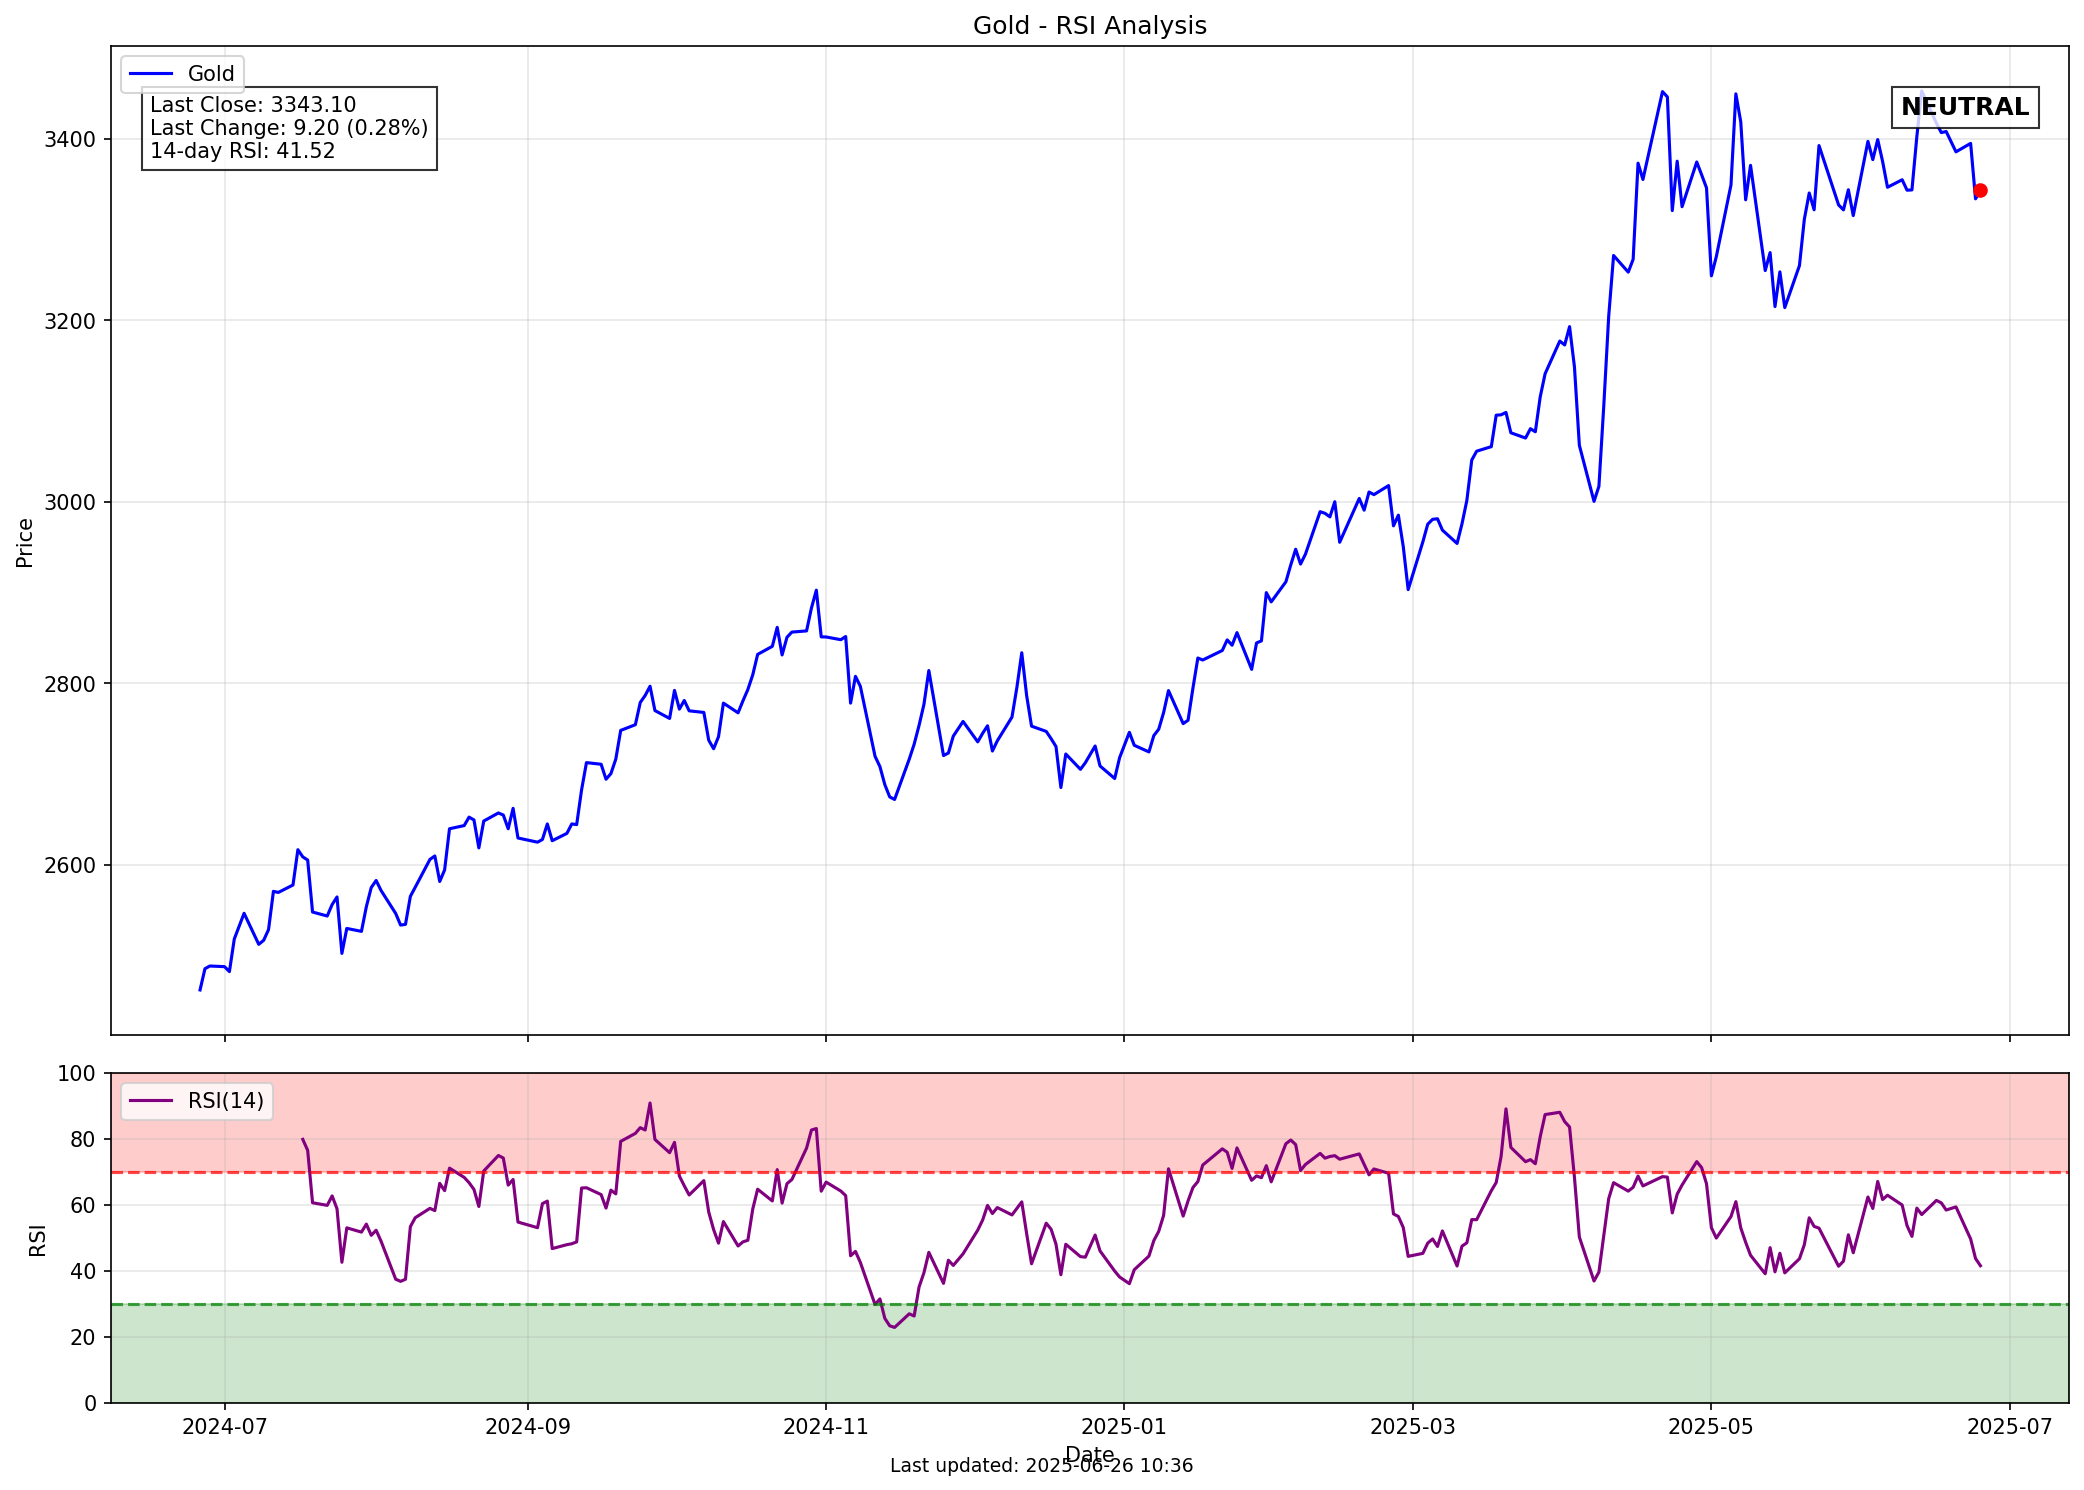 Gold - RSI Analysis
Gold
Last Close: 3343.10
Last Change: 9.20 (0.28%)
14-day RSI: 41.52
NEUTRAL
3400
3200
3000
2800
2600
Price
100
80
60
40
20
0
RSI
RSI(14)
2024-07
2024-09
2024-11
2025-01
2025-03
2025-05
2025-07
Date
Last updated: 2025-06-26 10:36